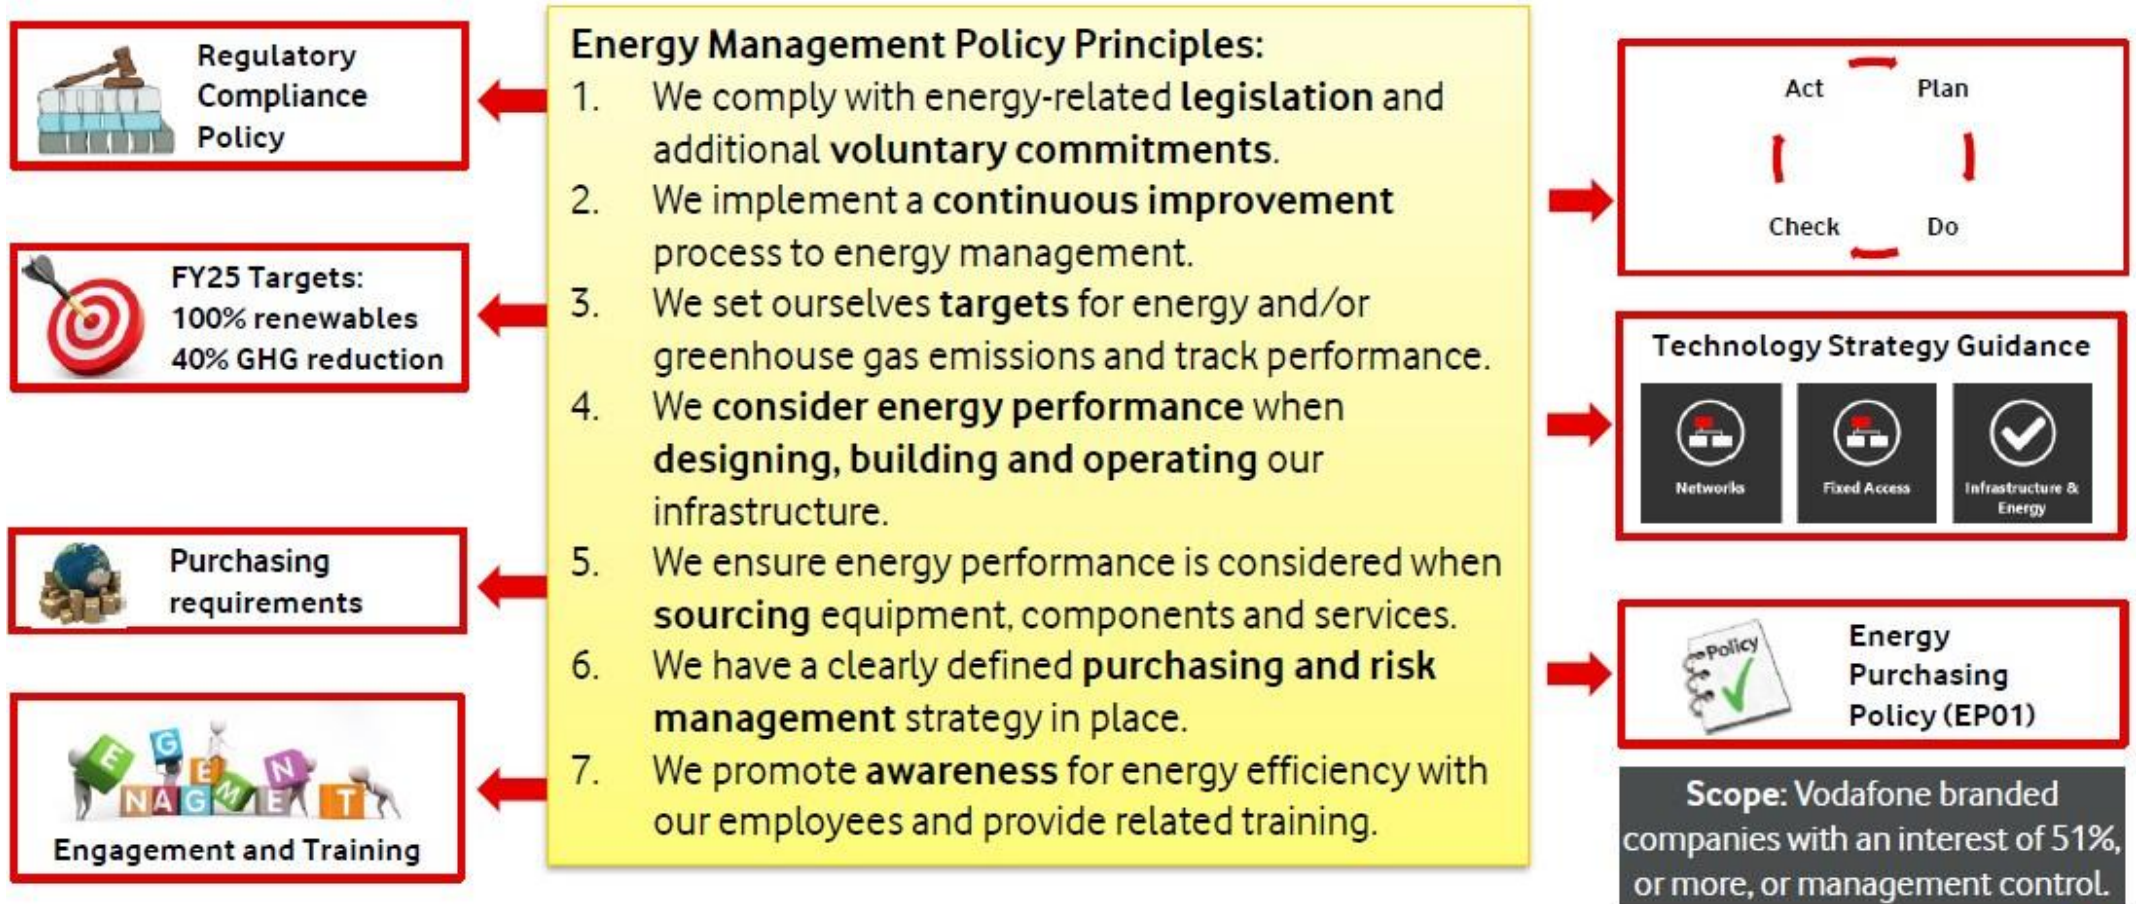 Regulatory
Compliance
Policy
FY25 Targets:
100% renewables
40% GHG reduction
Purchasing
requirements
E G E M N
NAG E T
Engagement and Training
Energy Management Policy Principles:
1. We comply with energy-related legislation and
additional voluntary commitments.
2. We implement a continuous improvement
process to energy management.
3. We set ourselves targets for energy and/or
greenhouse gas emissions and track performance.
4. We consider energy performance when
designing, building and operating our
infrastructure.
5. We ensure energy performance is considered when
sourcing equipment, components and services.
6. We have a clearly defined purchasing and risk
management strategy in place.
7. We promote awareness for energy efficiency with
our employees and provide related training.
Act Plan
Check Do
Technology Strategy Guidance
Networks Fixed Access Infrastructure &
Energy
Policy
Energy
Purchasing
Policy (EP01)
Scope: Vodafone branded
companies with an interest of 51%,
or more, or management control.